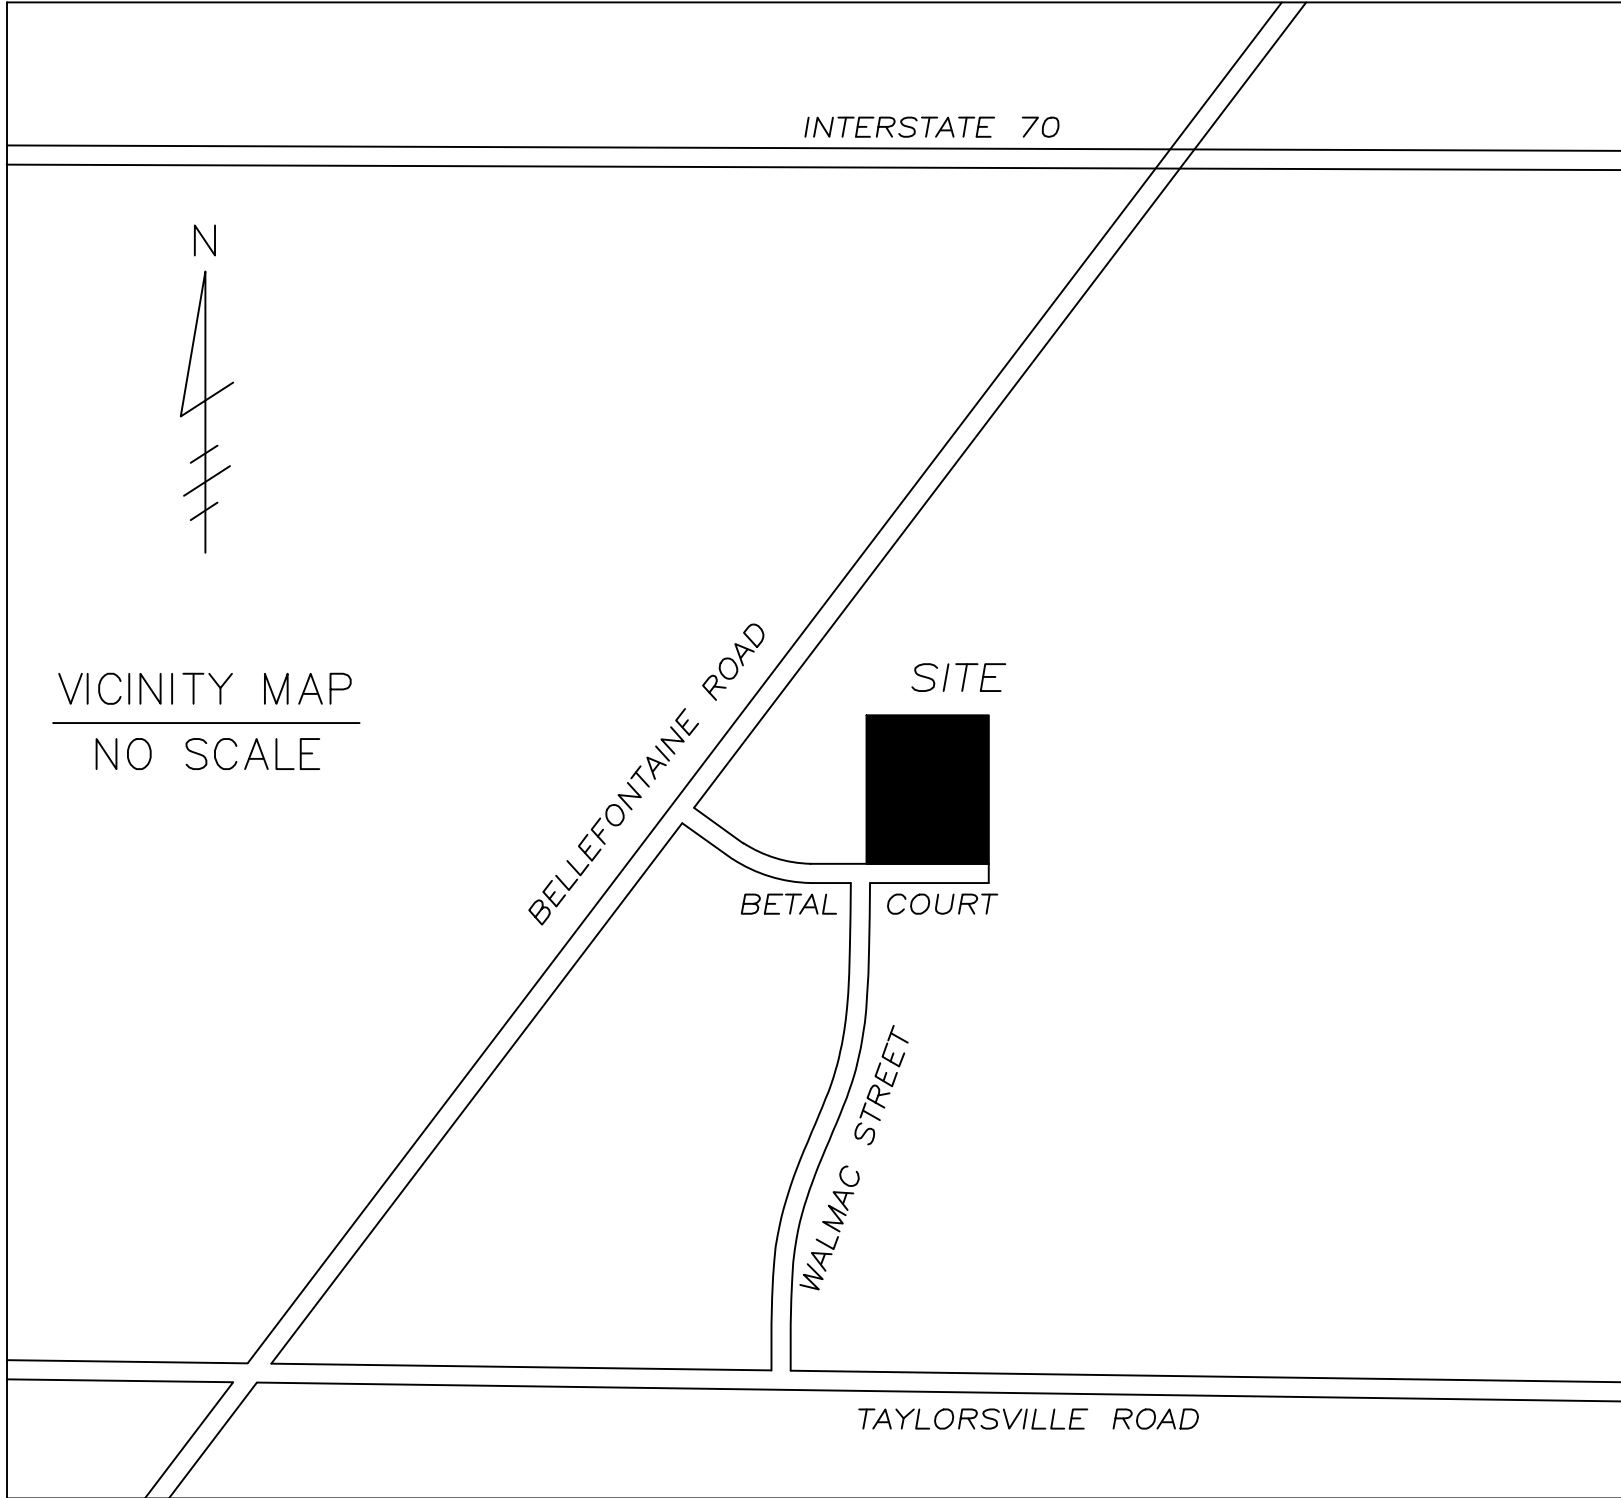 INTERSTATE 70
N
VICINITY MAP
NO SCALE
BELLEFONTAINE ROAD
SITE
BETAL COURT
WALMAC STREET
TAYLORSVILLE ROAD